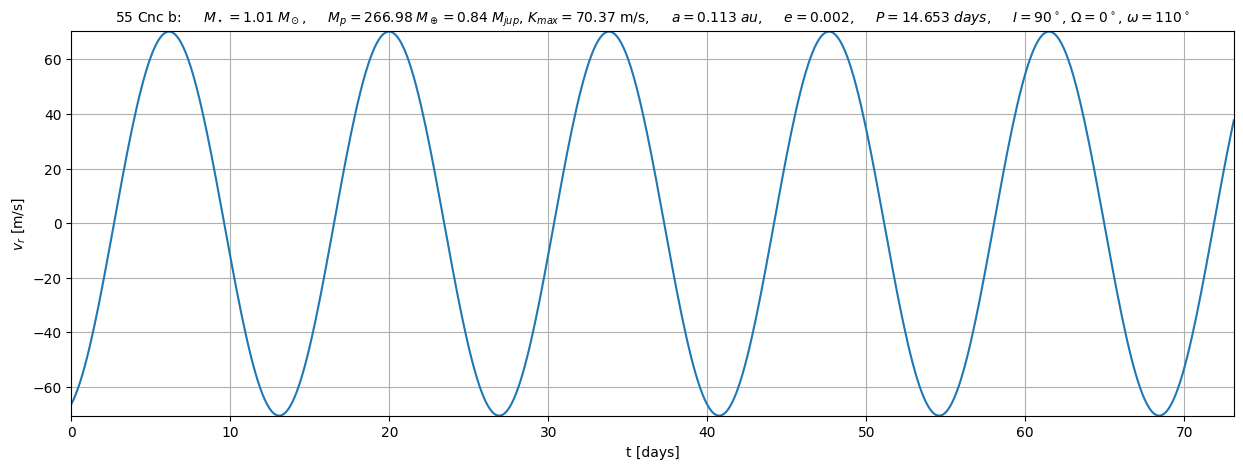 55 Cnc b: M⋆ = 1.01 M⊙, Mp = 266.98 M⊕ = 0.84 Mjup, Kmax = 70.37 m/s, a = 0.113 au, e = 0.002, P = 14.653 days, I = 90°, Ω = 0°, ω = 110°
60
40
20
0
−20
−40
−60
vr [m/s]
0 10 20 30 40 50 60 70
t [days]